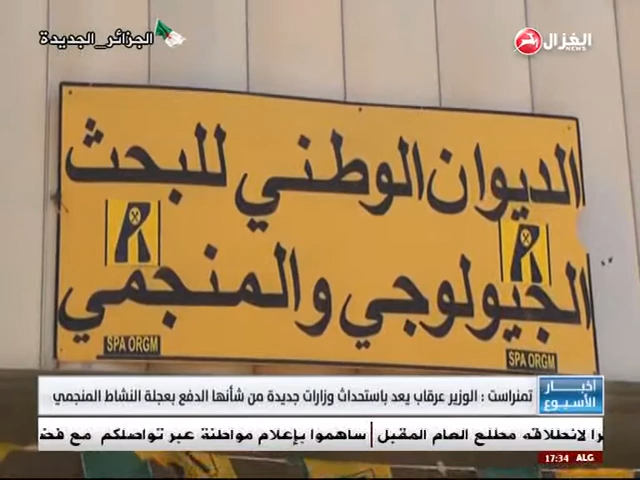 الجزائر_الجديدة
الغزال
NEWS
الديوان الوطني للبحث
الجيولوجي والمنجمي
SPA ORGM
SPA ORGM
أخبار الأسبوع
تمنراست : الوزير عرقاب يعد باستحداث وزارات جديدة من شأنها الدفع بعجلة النشاط المنجمي
لانطلاقه مطلع العام المقبل | ساهموا بإعلام مواطنة عبر تواصلكم مع
17:34 ALG